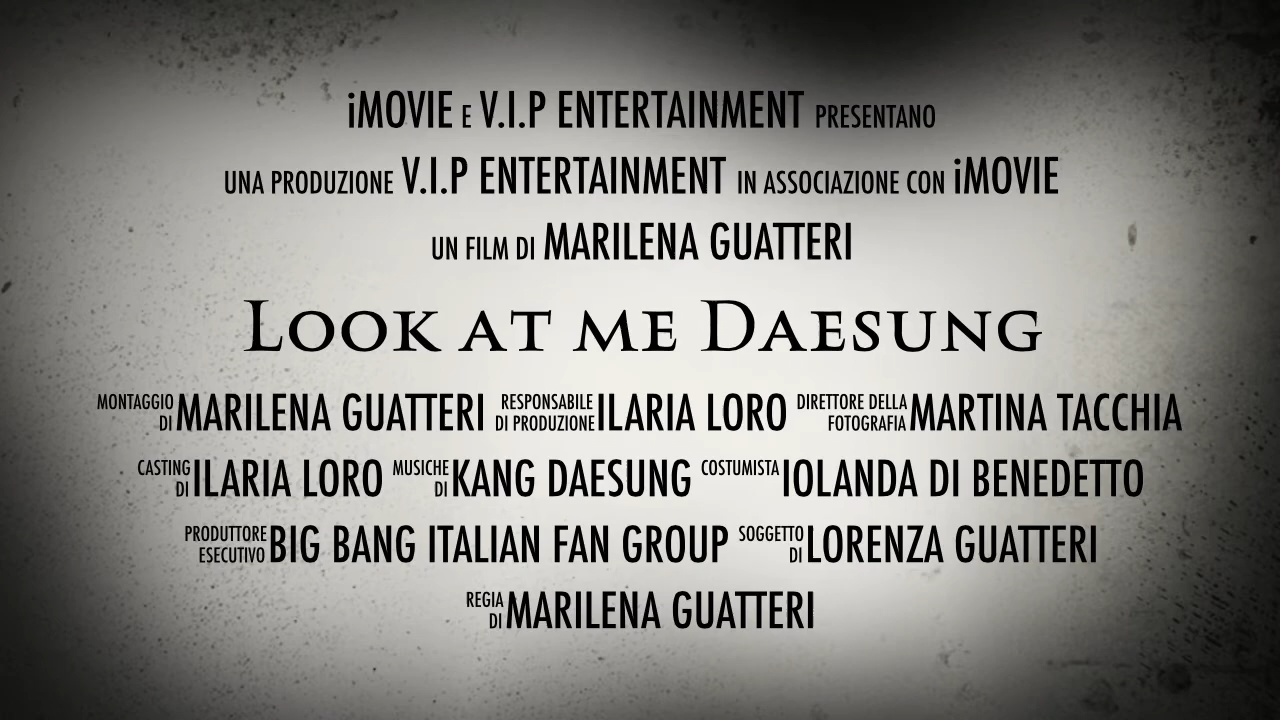 iMOVIE E V.I.P ENTERTAINMENT PRESENTANO
UNA PRODUZIONE V.I.P ENTERTAINMENT IN ASSOCIAZIONE CON iMOVIE
UN FILM DI MARILENA GUATTERI
LOOK AT ME DAESUNG
MONTAGGIO DI MARILENA GUATTERI RESPONSABILE DI PRODUZIONE ILARIA LORO DIRETTORE DELLA FOTOGRAFIA MARTINA TACCHIA
CASTING DI ILARIA LORO MUSICHE DI KANG DAESUNG COSTUMISTA IOLANDA DI BENEDETTO
PRODUTTORE ESECUTIVO BIG BANG ITALIAN FAN GROUP SOGGETTO DI LORENZA GUATTERI
REGIA DI MARILENA GUATTERI